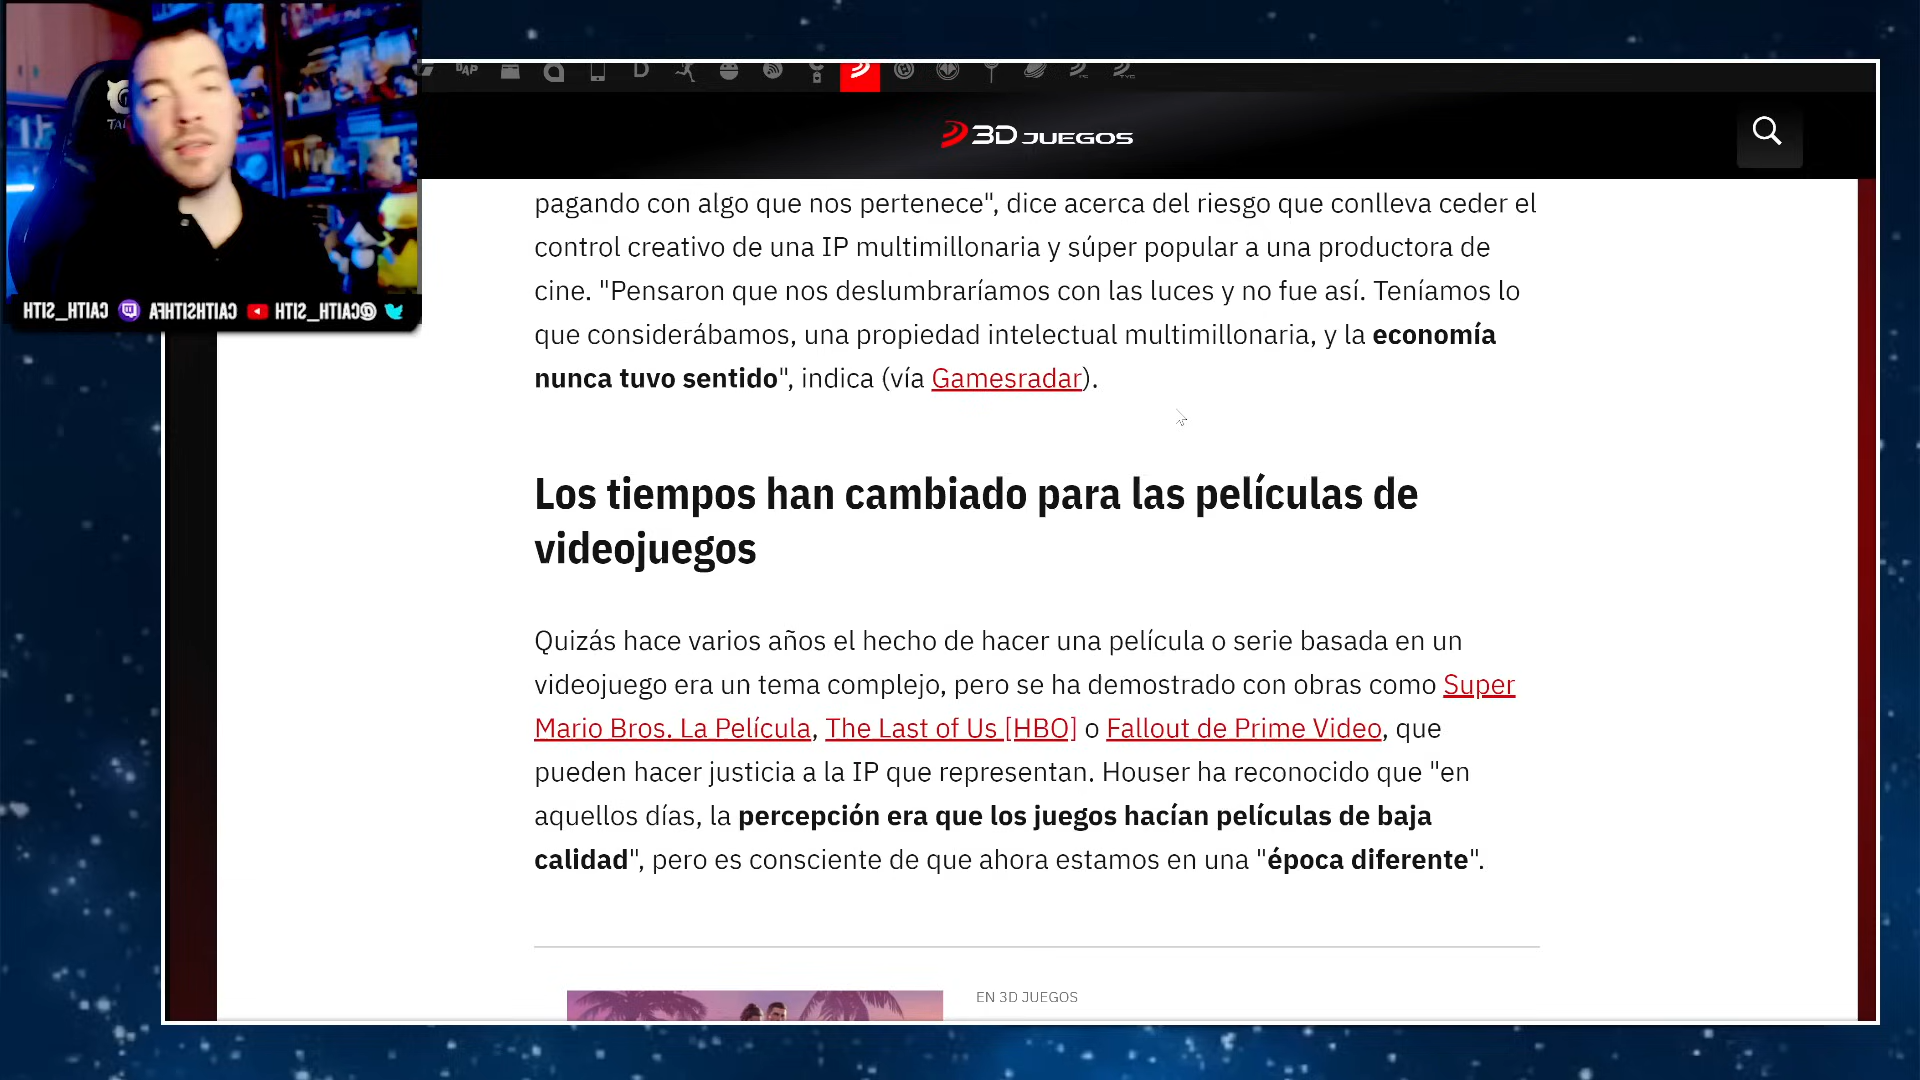 3D JUEGOS
CAITH_SITH CAITHSITHFA @CAITH_SITH
pagando con algo que nos pertenece", dice acerca del riesgo que conlleva ceder el
control creativo de una IP multimillonaria y súper popular a una productora de
cine. "Pensaron que nos deslumbraríamos con las luces y no fue así. Teníamos lo
que considerábamos, una propiedad intelectual multimillonaria, y la economía
nunca tuvo sentido", indica (vía Gamesradar).
Los tiempos han cambiado para las películas de
videojuegos
Quizás hace varios años el hecho de hacer una película o serie basada en un
videojuego era un tema complejo, pero se ha demostrado con obras como Super
Mario Bros. La Película, The Last of Us [HBO] o Fallout de Prime Video, que
pueden hacer justicia a la IP que representan. Houser ha reconocido que "en
aquellos días, la percepción era que los juegos hacían películas de baja
calidad", pero es consciente de que ahora estamos en una "época diferente".
EN 3D JUEGOS